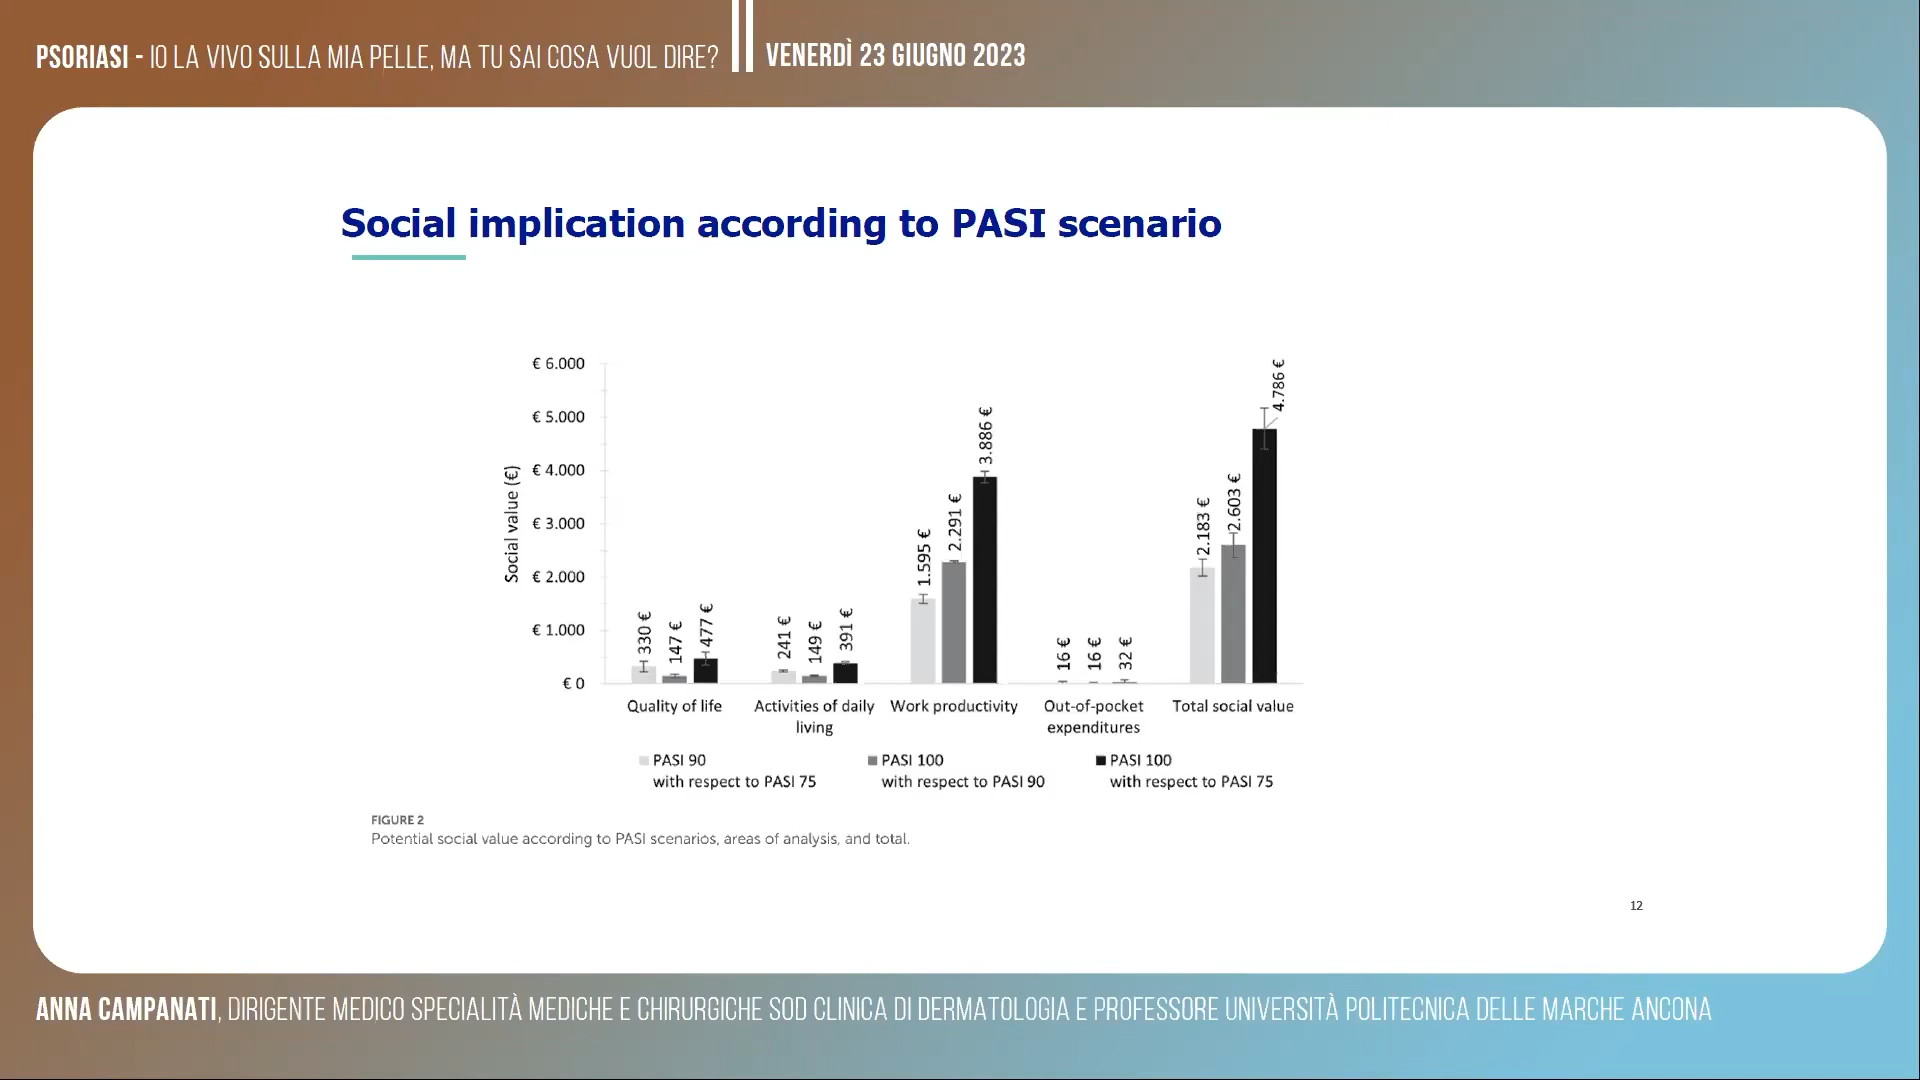 PSORIASI - IO LA VIVO SULLA MIA PELLE, MA TU SAI COSA VUOL DIRE?
VENERDÌ 23 GIUGNO 2023
Social implication according to PASI scenario
Social value (€)
€ 6.000
€ 5.000
€ 4.000
€ 3.000
€ 2.000
€ 1.000
€ 0
330 €
147 €
477 €
241 €
149 €
391 €
1.595 €
2.291 €
3.886 €
16 €
16 €
32 €
2.183 €
2.603 €
4.786 €
Quality of life
Activities of daily
living
Work productivity
Out-of-pocket
expenditures
Total social value
PASI 90
with respect to PASI 75
PASI 100
with respect to PASI 90
PASI 100
with respect to PASI 75
FIGURE 2
Potential social value according to PASI scenarios, areas of analysis, and total.
12
ANNA CAMPANATI, DIRIGENTE MEDICO SPECIALITÀ MEDICHE E CHIRURGICHE SOD CLINICA DI DERMATOLOGIA E PROFESSORE UNIVERSITÀ POLITECNICA DELLE MARCHE ANCONA